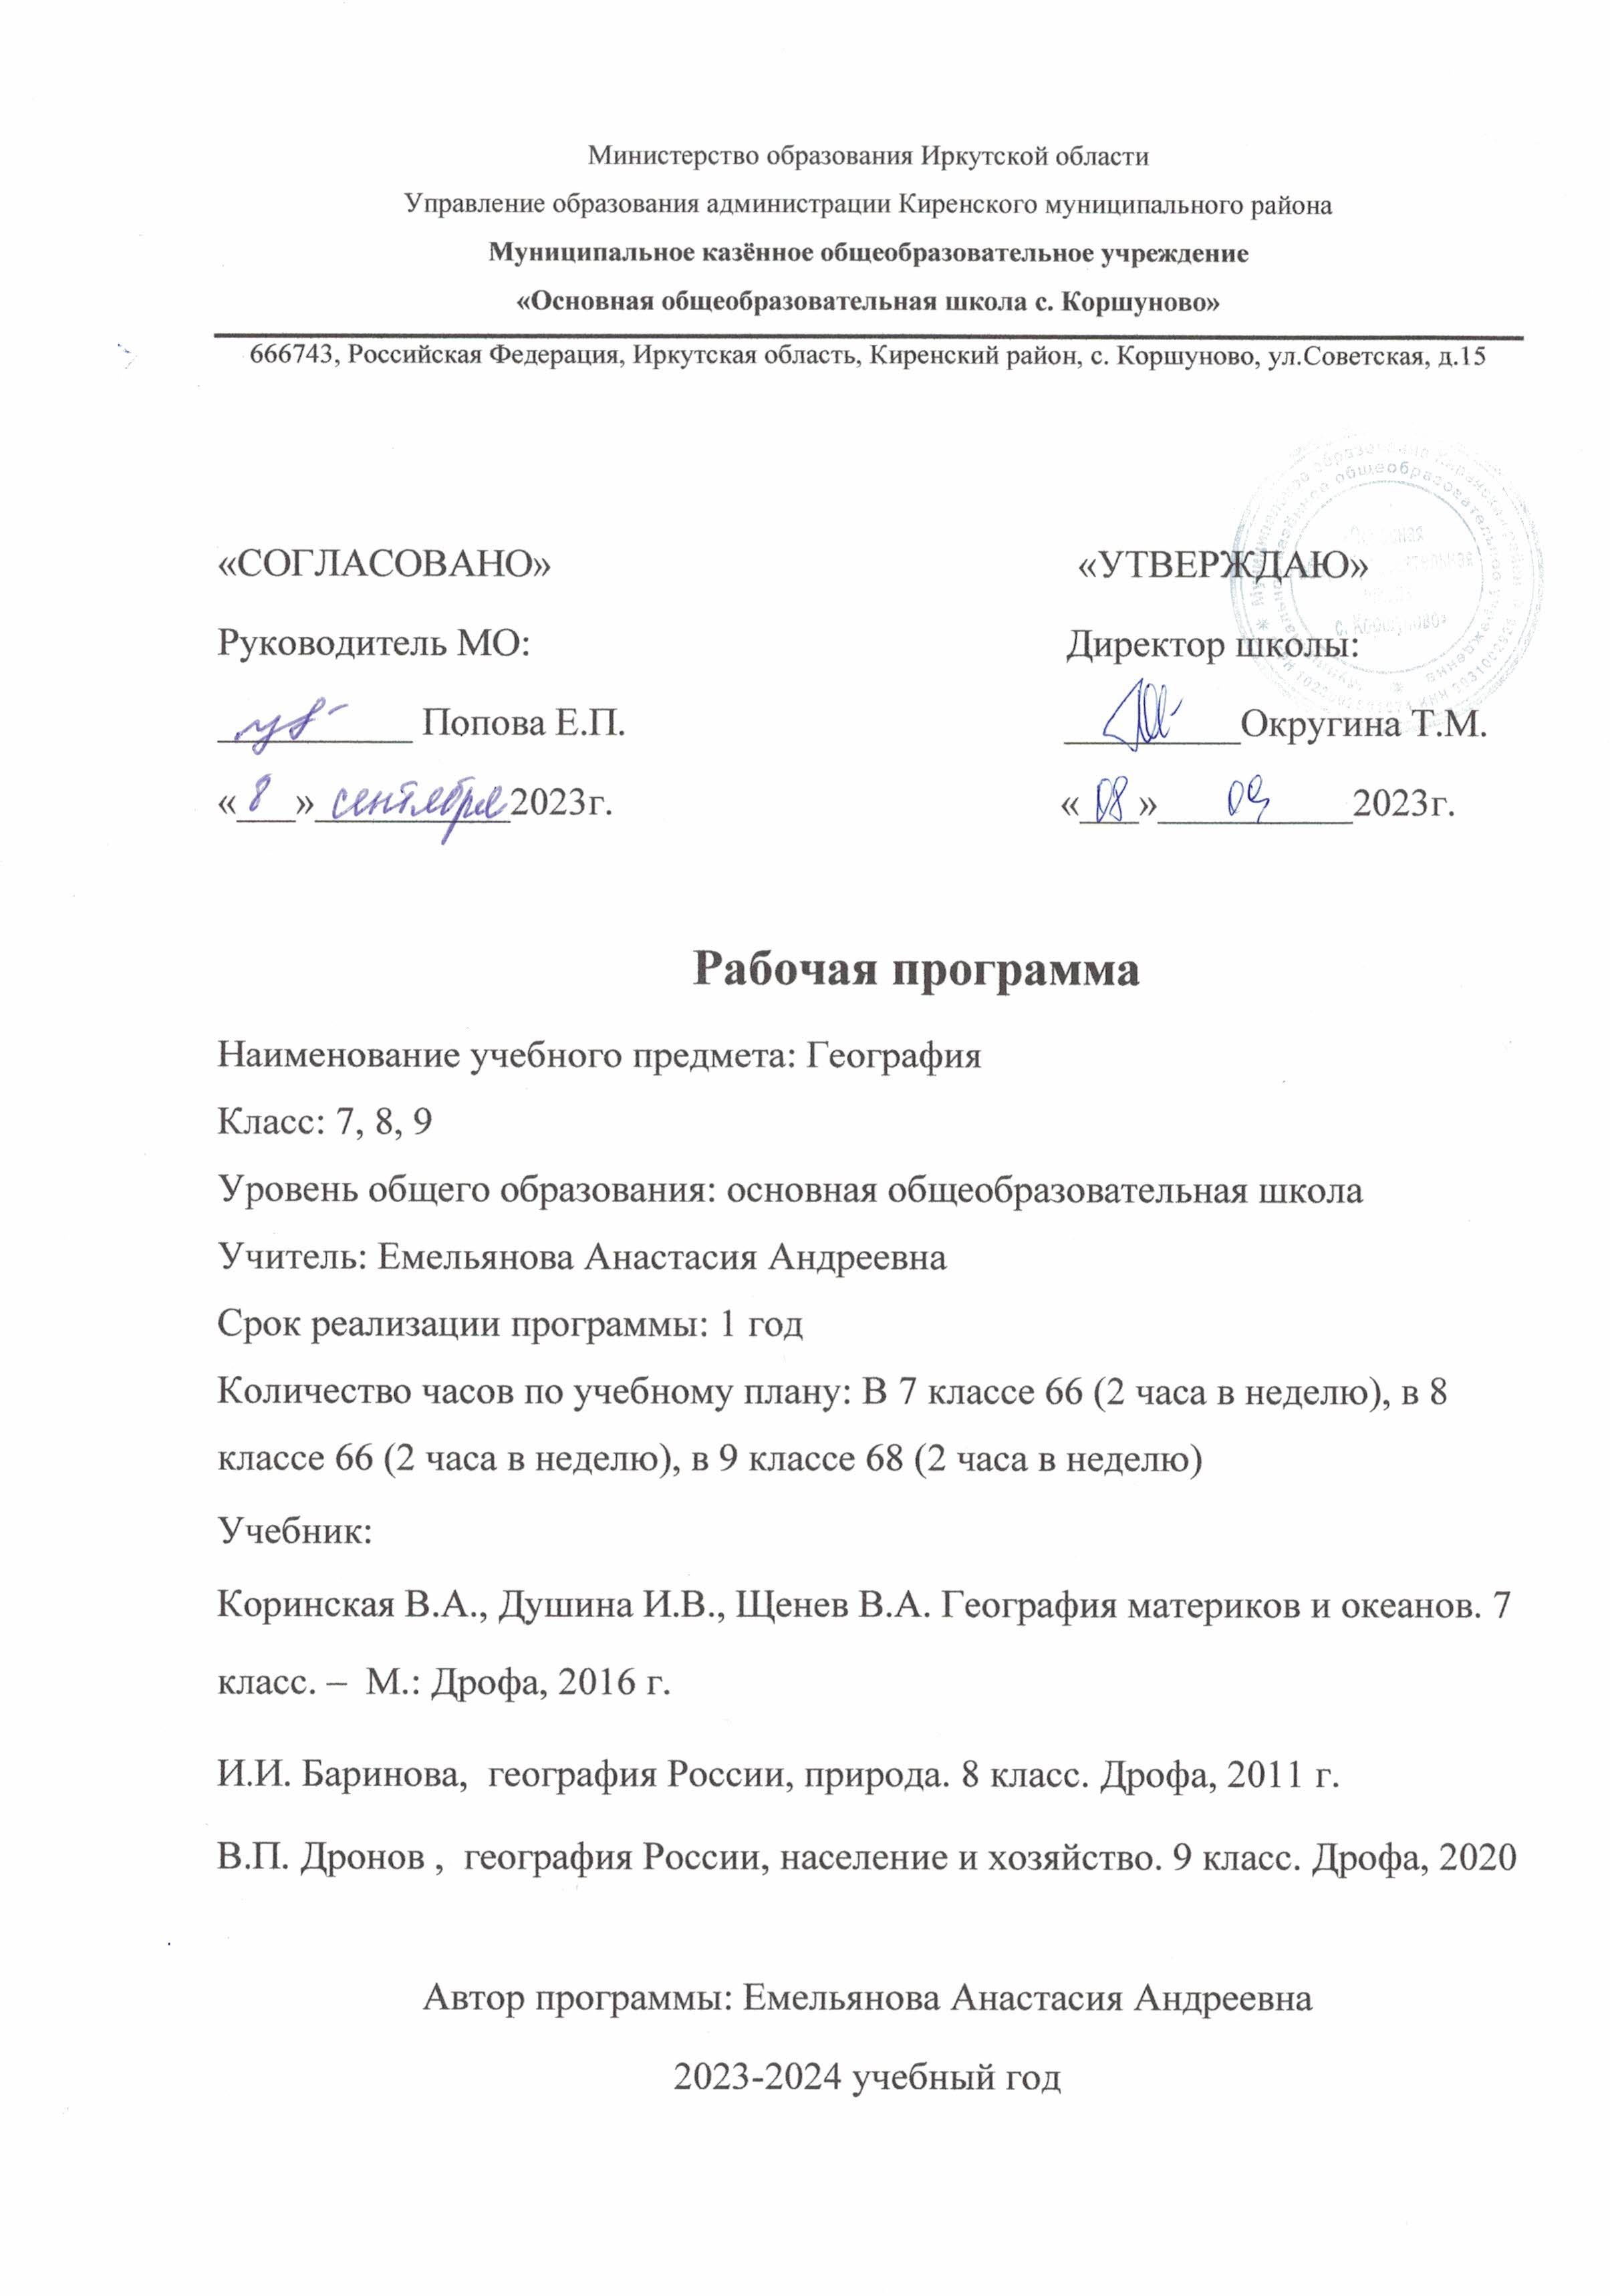 Министерство образования Иркутской области
Управление образования администрации Киренского муниципального района
Муниципальное казённое общеобразовательное учреждение
«Основная общеобразовательная школа с. Коршуново»
666743, Российская Федерация, Иркутская область, Киренский район, с. Коршуново, ул.Советская, д.15
«СОГЛАСОВАНО» «УТВЕРЖДАЮ»
Руководитель МО: Директор школы:
__________ Попова Е.П. _________Округина Т.М.
«8»сентября2023г. «08» 09 2023г.
с. Коршуново»
Рабочая программа
Наименование учебного предмета: География
Класс: 7, 8, 9
Уровень общего образования: основная общеобразовательная школа
Учитель: Емельянова Анастасия Андреевна
Срок реализации программы: 1 год
Количество часов по учебному плану: В 7 классе 66 (2 часа в неделю), в 8
классе 66 (2 часа в неделю), в 9 классе 68 (2 часа в неделю)
Учебник:
Коринская В.А., Душина И.В., Щенев В.А. География материков и океанов. 7
класс. – М.: Дрофа, 2016 г.
И.И. Баринова, география России, природа. 8 класс. Дрофа, 2011 г.
В.П. Дронов , география России, население и хозяйство. 9 класс. Дрофа, 2020
Автор программы: Емельянова Анастасия Андреевна
2023-2024 учебный год